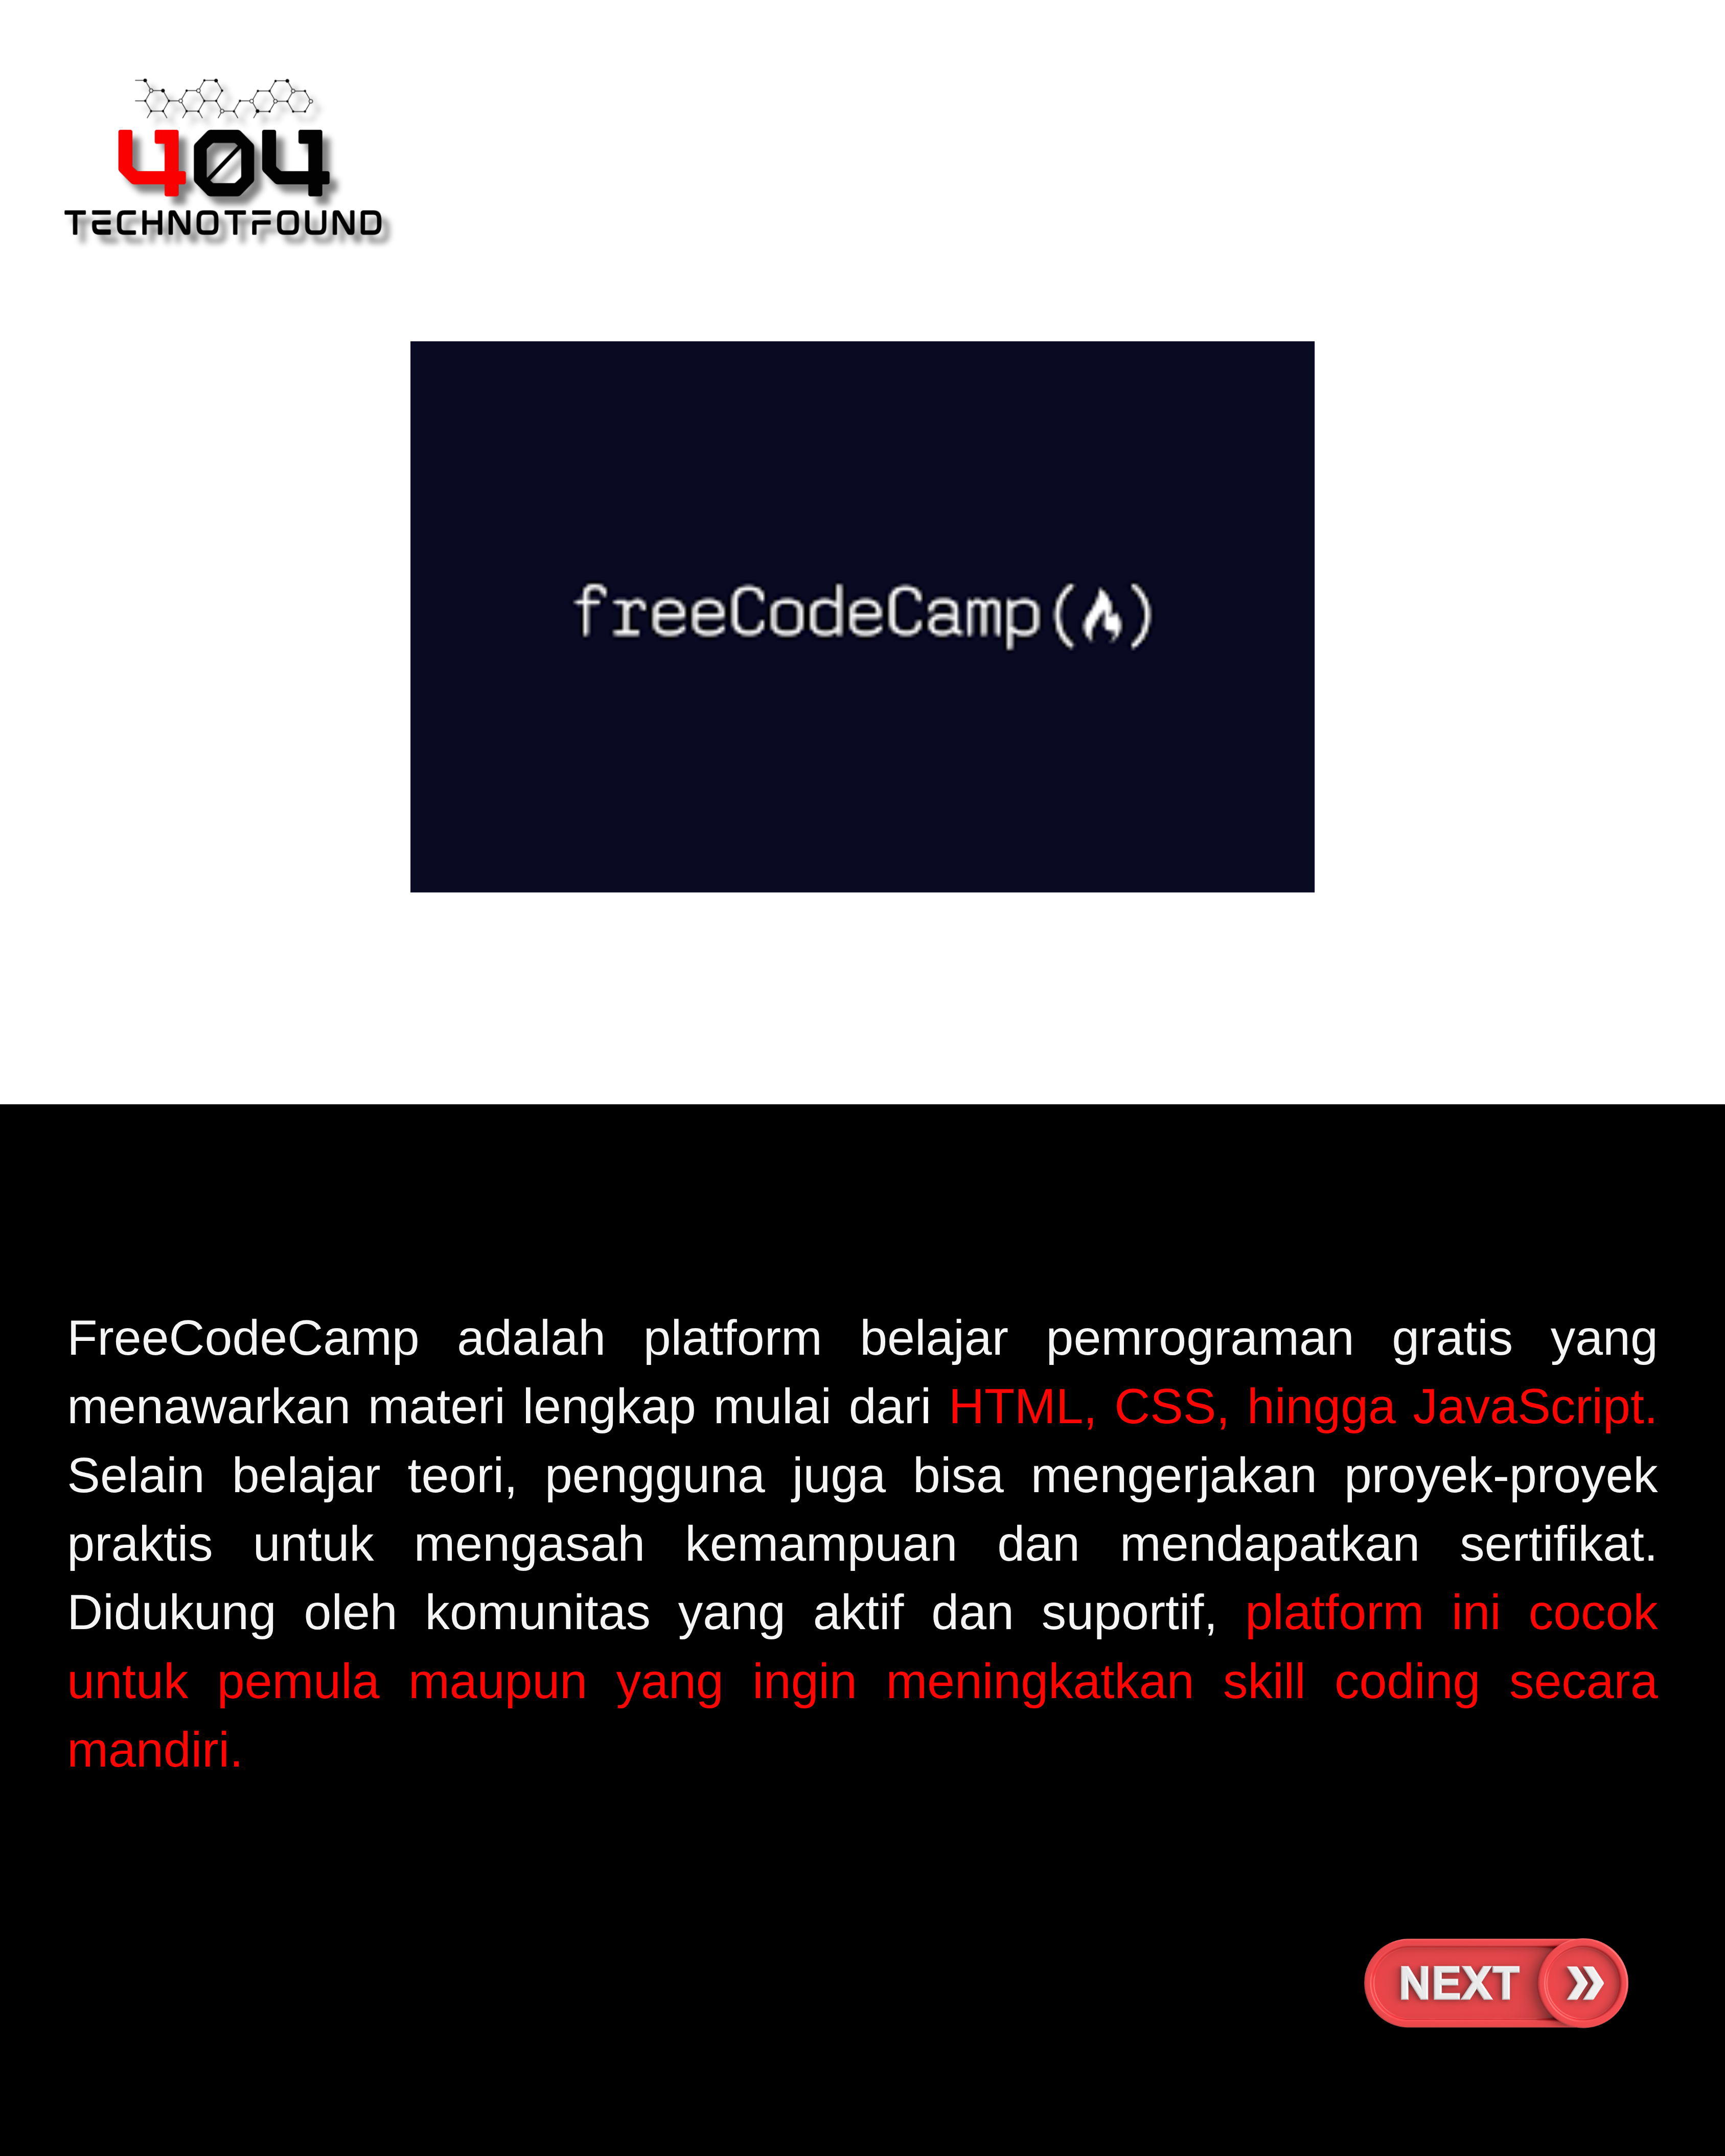 404
TECHNOTFOUND
freeCodeCamp()
FreeCodeCamp adalah platform belajar pemrograman gratis yang
menawarkan materi lengkap mulai dari HTML, CSS, hingga JavaScript.
Selain belajar teori, pengguna juga bisa mengerjakan proyek-proyek
praktis untuk mengasah kemampuan dan mendapatkan sertifikat.
Didukung oleh komunitas yang aktif dan suportif, platform ini cocok
untuk pemula maupun yang ingin meningkatkan skill coding secara
mandiri.
NEXT »